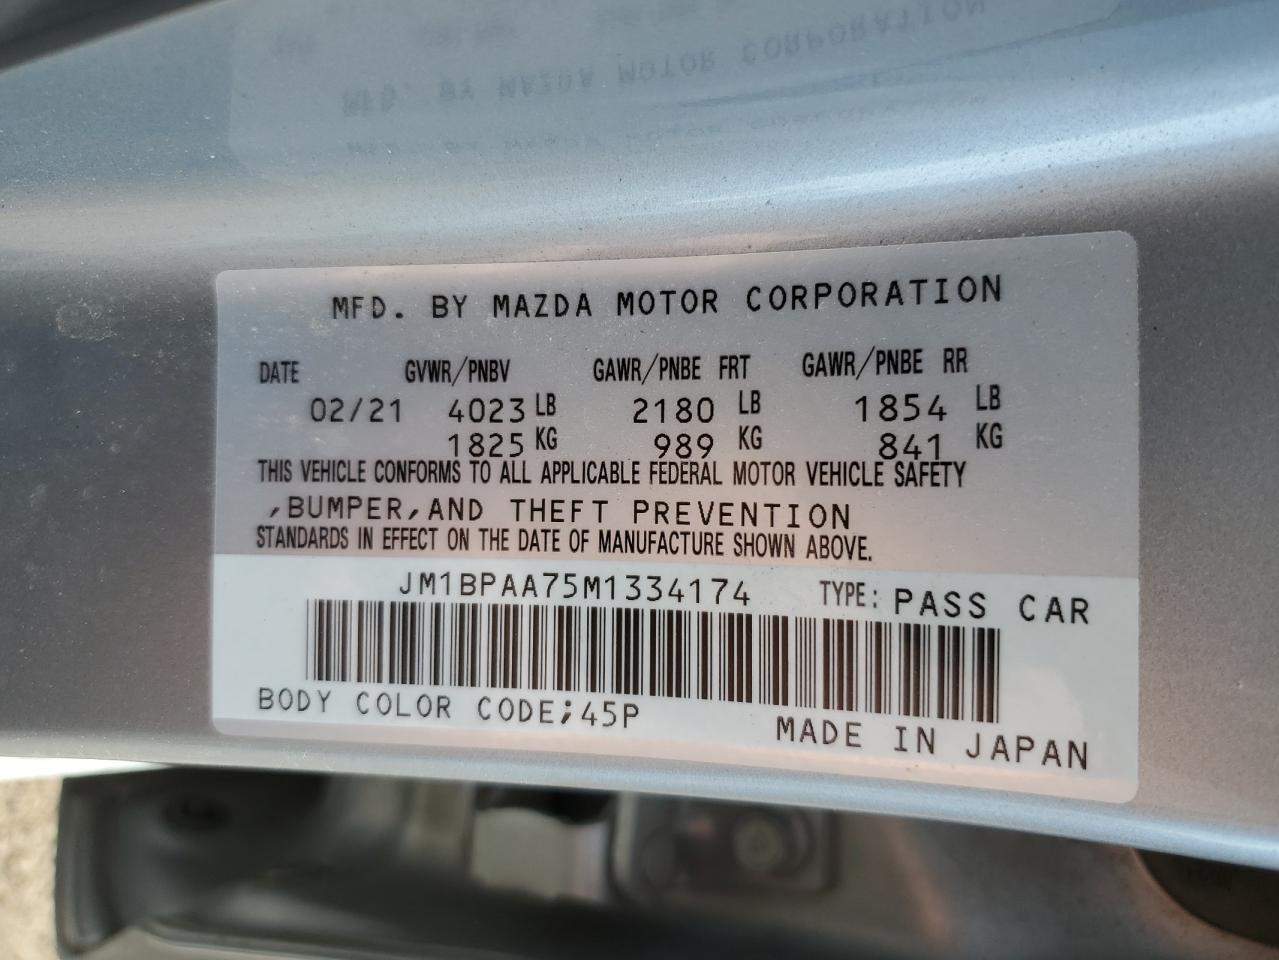 MFD. BY MAZDA MOTOR CORPORATION
DATE GVWR/PNBV GAWR/PNBE FRT GAWR/PNBE RR
02/21 4023 LB 2180 LB 1854 LB
1825 KG 989 KG 841 KG
THIS VEHICLE CONFORMS TO ALL APPLICABLE FEDERAL MOTOR VEHICLE SAFETY
,BUMPER,AND THEFT PREVENTION
STANDARDS IN EFFECT ON THE DATE OF MANUFACTURE SHOWN ABOVE.
JM1BPAA75M1334174 TYPE: PASS CAR
BODY COLOR CODE;45P
MADE IN JAPAN